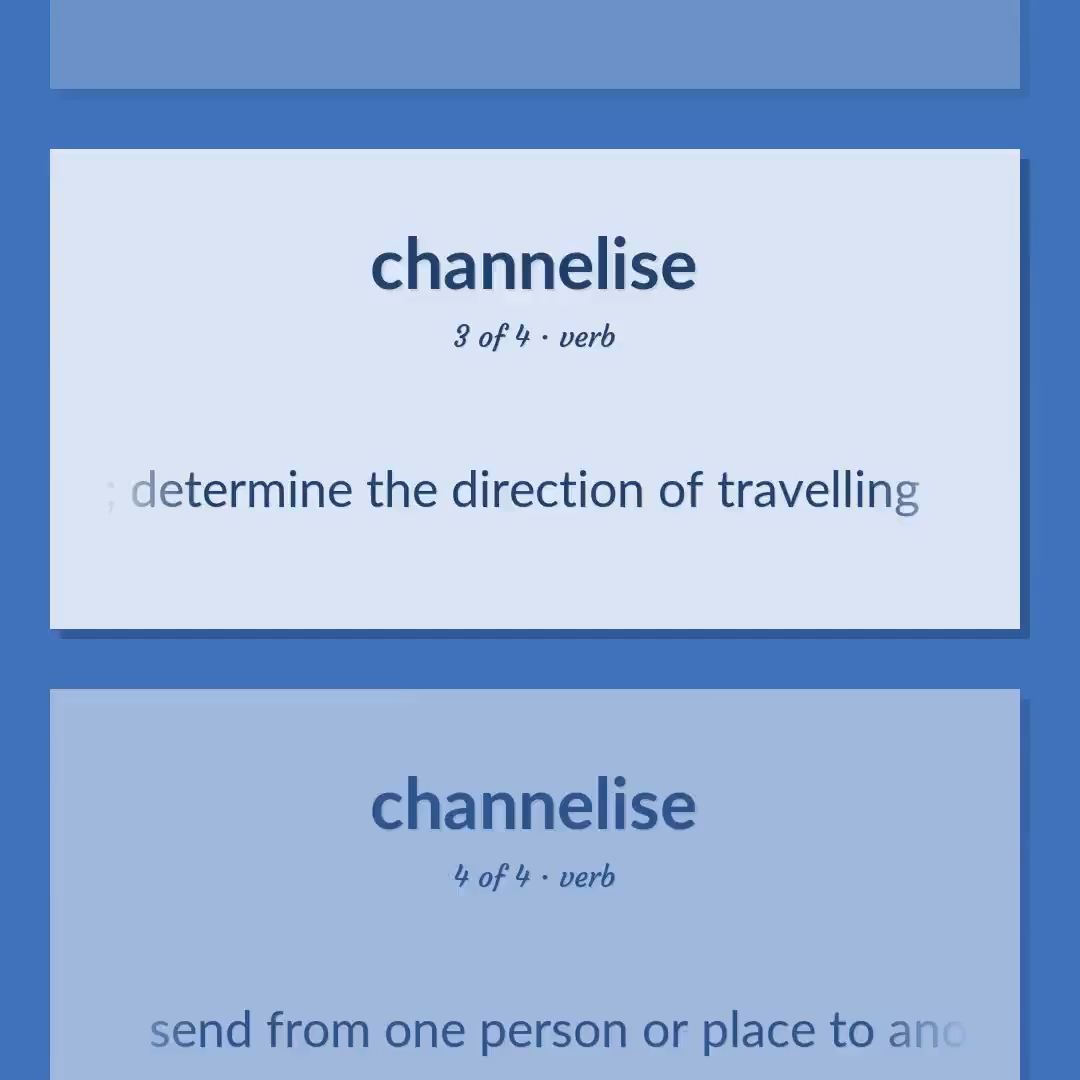 channelise
3 of 4 · verb
; determine the direction of travelling
channelise
4 of 4 · verb
send from one person or place to ano